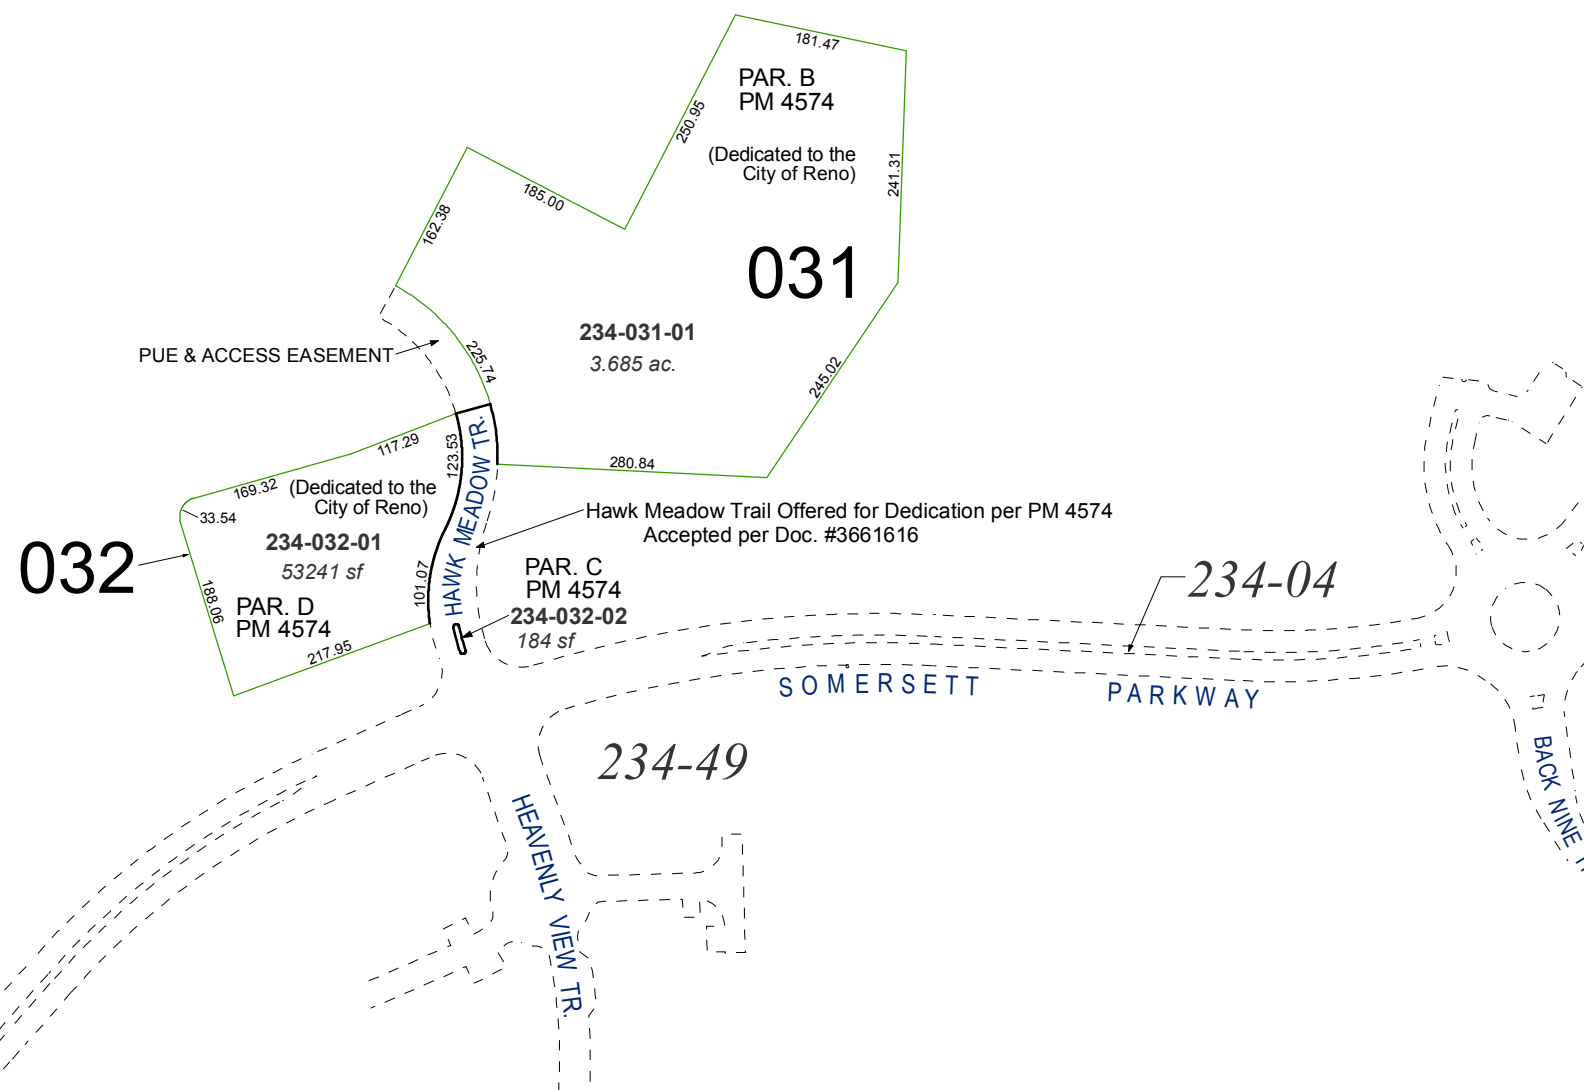 181.47
PAR. B
PM 4574
250.95
(Dedicated to the
City of Reno)
241.31
185.00
162.38
031
234-031-01
3.685 ac.
PUE & ACCESS EASEMENT
225.74
245.02
280.84
117.29
123.53
HAWK MEADOW TR.
169.32
(Dedicated to the
City of Reno)
33.54
234-032-01
53241 sf
032
188.06
PAR. D
PM 4574
101.07
217.95
Hawk Meadow Trail Offered for Dedication per PM 4574
Accepted per Doc. #3661616
PAR. C
PM 4574
234-032-02
184 sf
234-04
SOMERSETT PARKWAY
234-49
HEAVENLY VIEW TR.
BACK NINE